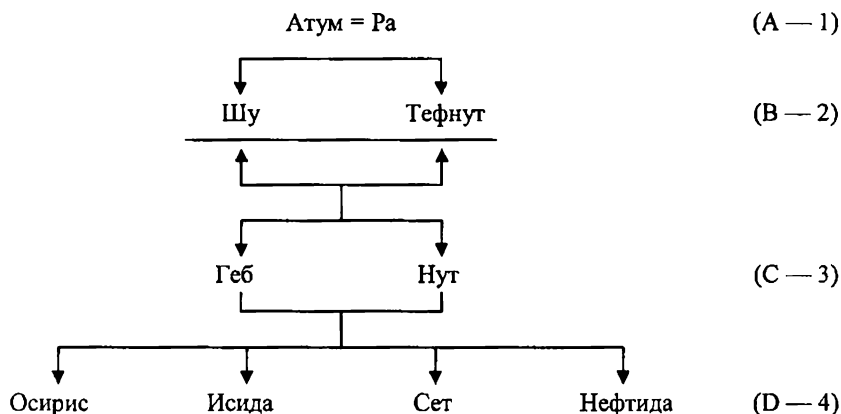 Атум = Ра (A — 1)
Шу Тефнут (B — 2)
Геб Нут (C — 3)
Осирис Исида Сет Нефтида (D — 4)